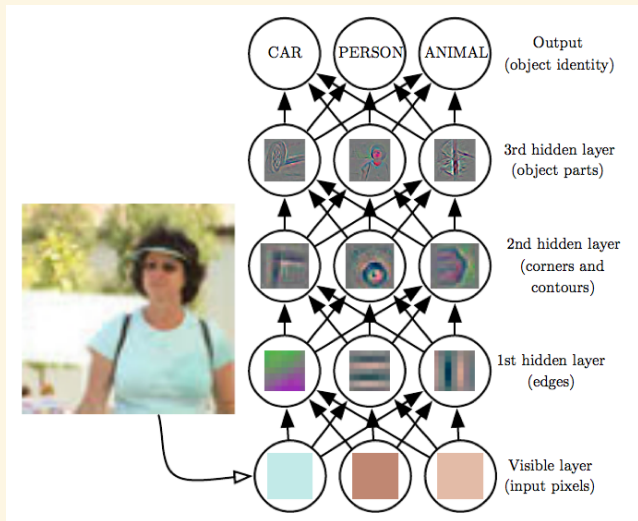 CAR PERSON ANIMAL
Output
(object identity)
3rd hidden layer
(object parts)
2nd hidden layer
(corners and
contours)
1st hidden layer
(edges)
Visible layer
(input pixels)